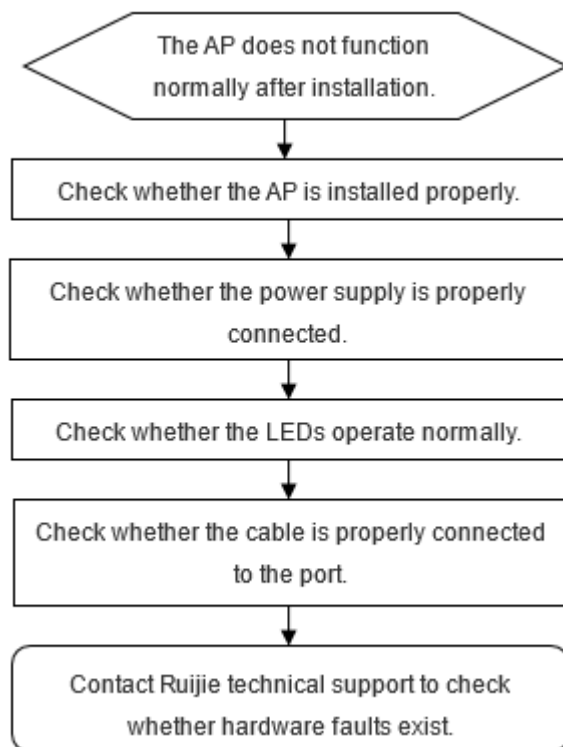 The AP does not function
normally after installation.
Check whether the AP is installed properly.
Check whether the power supply is properly
connected.
Check whether the LEDs operate normally.
Check whether the cable is properly connected
to the port.
Contact Ruijie technical support to check
whether hardware faults exist.